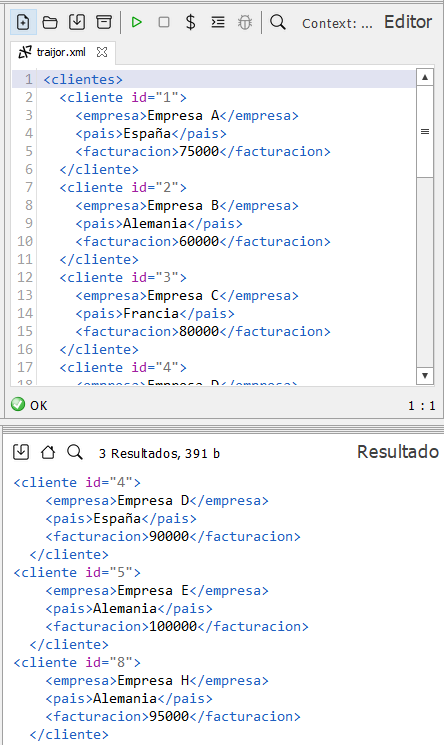 Context: ... Editor
traijor.xml
1 <clientes>
2 <cliente id="1">
3 <empresa>Empresa A</empresa>
4 <pais>España</pais>
5 <facturacion>75000</facturacion>
6 </cliente>
7 <cliente id="2">
8 <empresa>Empresa B</empresa>
9 <pais>Alemania</pais>
10 <facturacion>60000</facturacion>
11 </cliente>
12 <cliente id="3">
13 <empresa>Empresa C</empresa>
14 <pais>Francia</pais>
15 <facturacion>80000</facturacion>
16 </cliente>
17 <cliente id="4">
18 <empresa>Empresa D</empresa>
OK 1 : 1
3 Resultados, 391 b Resultado
<cliente id="4">
<empresa>Empresa D</empresa>
<pais>España</pais>
<facturacion>90000</facturacion>
</cliente>
<cliente id="5">
<empresa>Empresa E</empresa>
<pais>Alemania</pais>
<facturacion>100000</facturacion>
</cliente>
<cliente id="8">
<empresa>Empresa H</empresa>
<pais>Alemania</pais>
<facturacion>95000</facturacion>
</cliente>